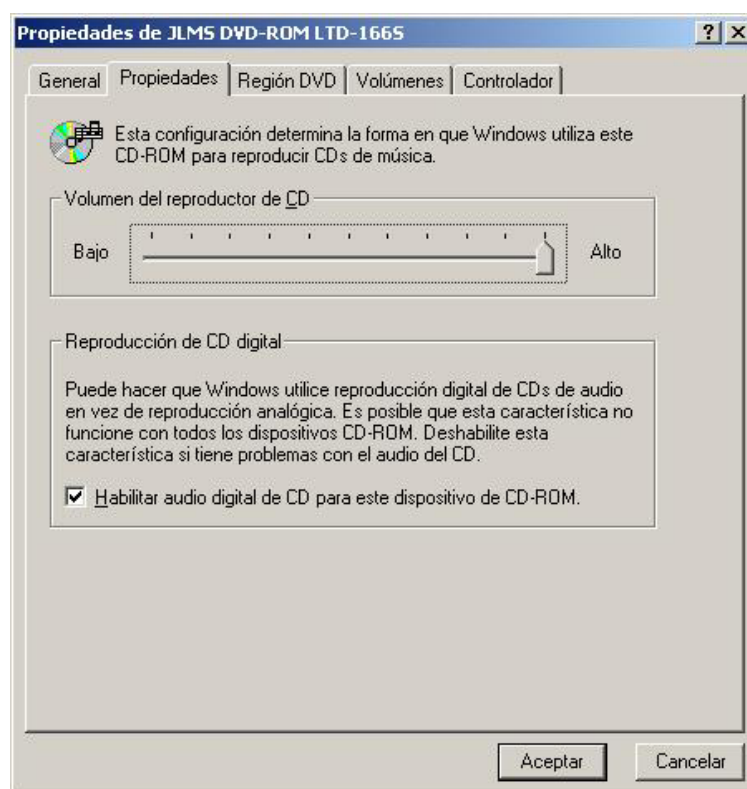 Propiedades de JLMS DVD-ROM LTD-166S
General Propiedades Región DVD Volúmenes Controlador
Esta configuración determina la forma en que Windows utiliza este
CD-ROM para reproducir CDs de música.
Volumen del reproductor de CD
Bajo Alto
Reproducción de CD digital
Puede hacer que Windows utilice reproducción digital de CDs de audio
en vez de reproducción analógica. Es posible que esta característica no
funcione con todos los dispositivos CD-ROM. Deshabilite esta
característica si tiene problemas con el audio del CD.
Habilitar audio digital de CD para este dispositivo de CD-ROM.
Aceptar Cancelar